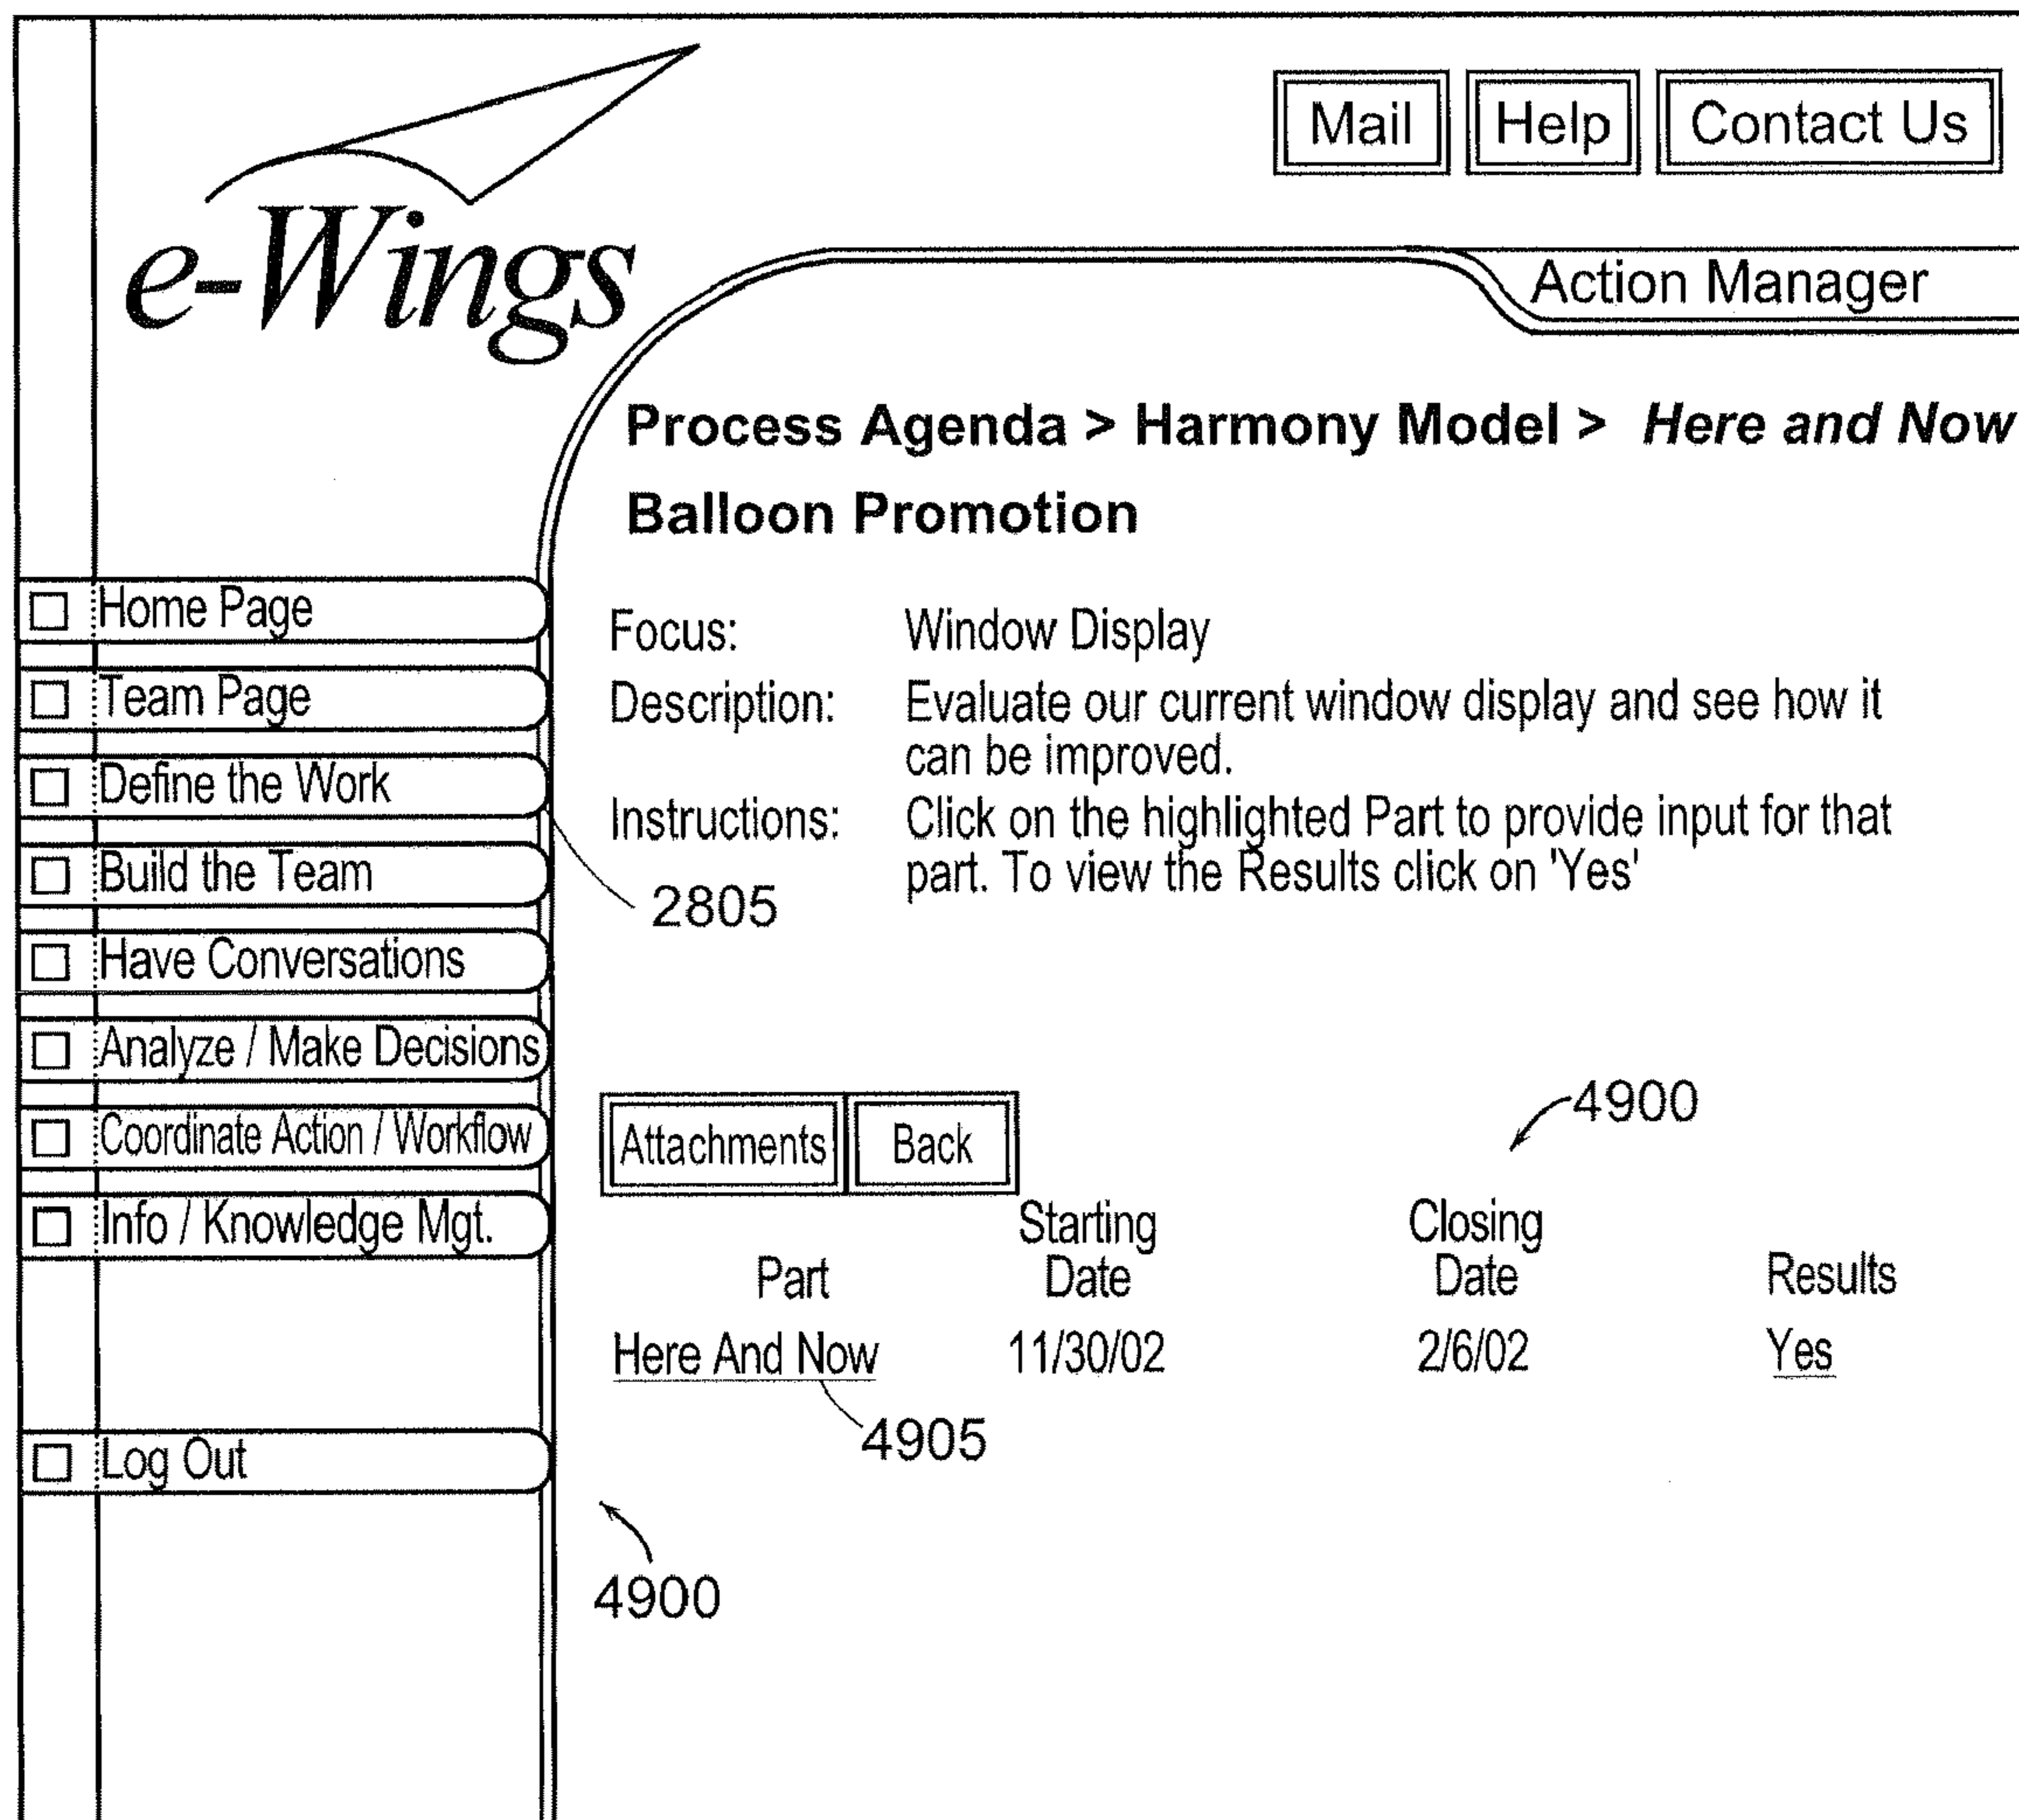 Mail Help Contact Us
e-Wings
Action Manager
Process Agenda > Harmony Model > Here and Now
Balloon Promotion
Home Page
Team Page
Define the Work
Build the Team
Have Conversations
Analyze / Make Decisions
Coordinate Action / Workflow
Info / Knowledge Mgt.
Log Out
Focus: Window Display
Description: Evaluate our current window display and see how it
can be improved.
Instructions: Click on the highlighted Part to provide input for that
part. To view the Results click on 'Yes'
2805
4900
Attachments Back
Part Starting Date Closing Date Results
Here And Now 11/30/02 2/6/02 Yes
4905
4900